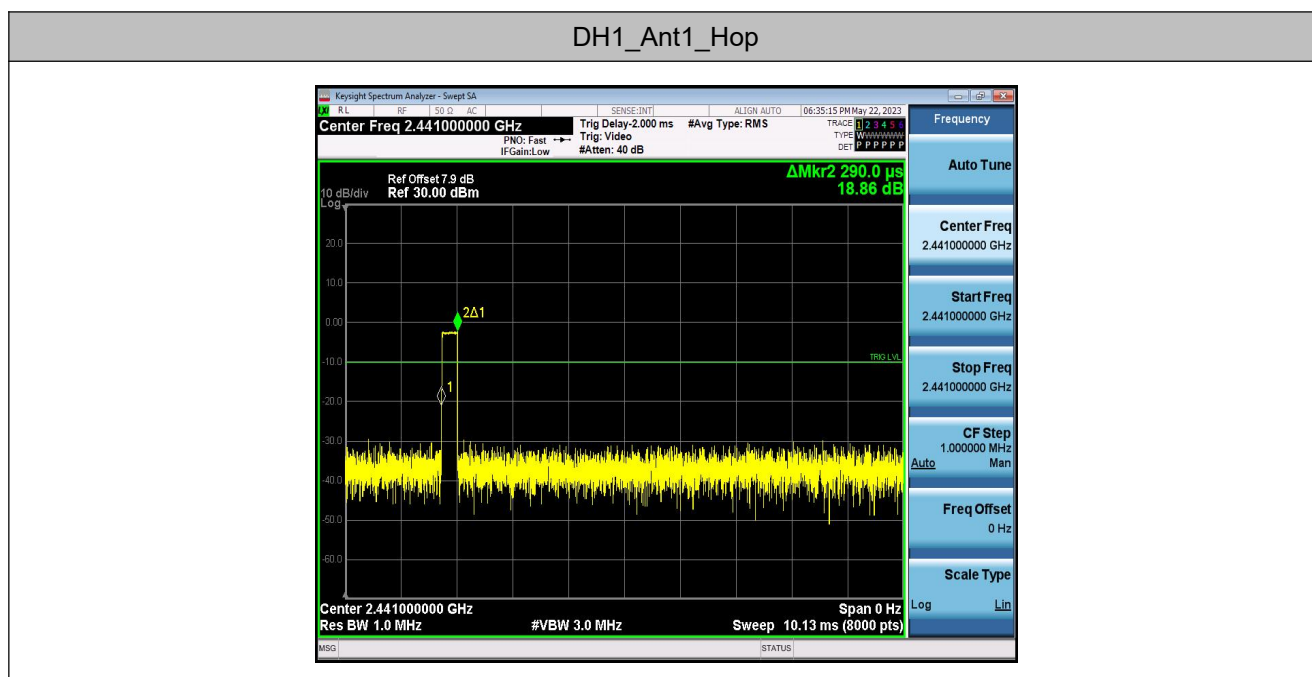 DH1_Ant1_Hop
Keysight Spectrum Analyzer - Swept SA
RL RF 50 Ω AC SENSE:INT ALIGN AUTO 06:35:15 PM May 22, 2023
Center Freq 2.441000000 GHz
PNO: Fast
IFGain:Low
Trig Delay-2.000 ms
Trig: Video
#Atten: 40 dB
#Avg Type: RMS
TRACE 1 2 3 4 5 6
TYPE WWWWWW
DET P P P P P P
ΔMkr2 290.0 µs
18.86 dB
Ref Offset 7.9 dB
10 dB/div Ref 30.00 dBm
Log
20.0
10.0
0.00
-10.0
-20.0
-30.0
-40.0
-50.0
-60.0
2Δ1
TRIG LVL
1
Center 2.441000000 GHz Span 0 Hz
Res BW 1.0 MHz #VBW 3.0 MHz Sweep 10.13 ms (8000 pts)
MSG STATUS
Frequency
Auto Tune
Center Freq
2.441000000 GHz
Start Freq
2.441000000 GHz
Stop Freq
2.441000000 GHz
CF Step
1.000000 MHz
Auto Man
Freq Offset
0 Hz
Scale Type
Log Lin